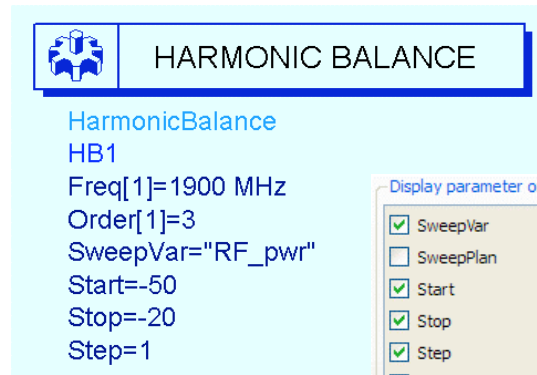 HARMONIC BALANCE
HarmonicBalance
HB1
Freq[1]=1900 MHz
Order[1]=3
SweepVar="RF_pwr"
Start=-50
Stop=-20
Step=1
Display parameter o
SweepVar
SweepPlan
Start
Stop
Step